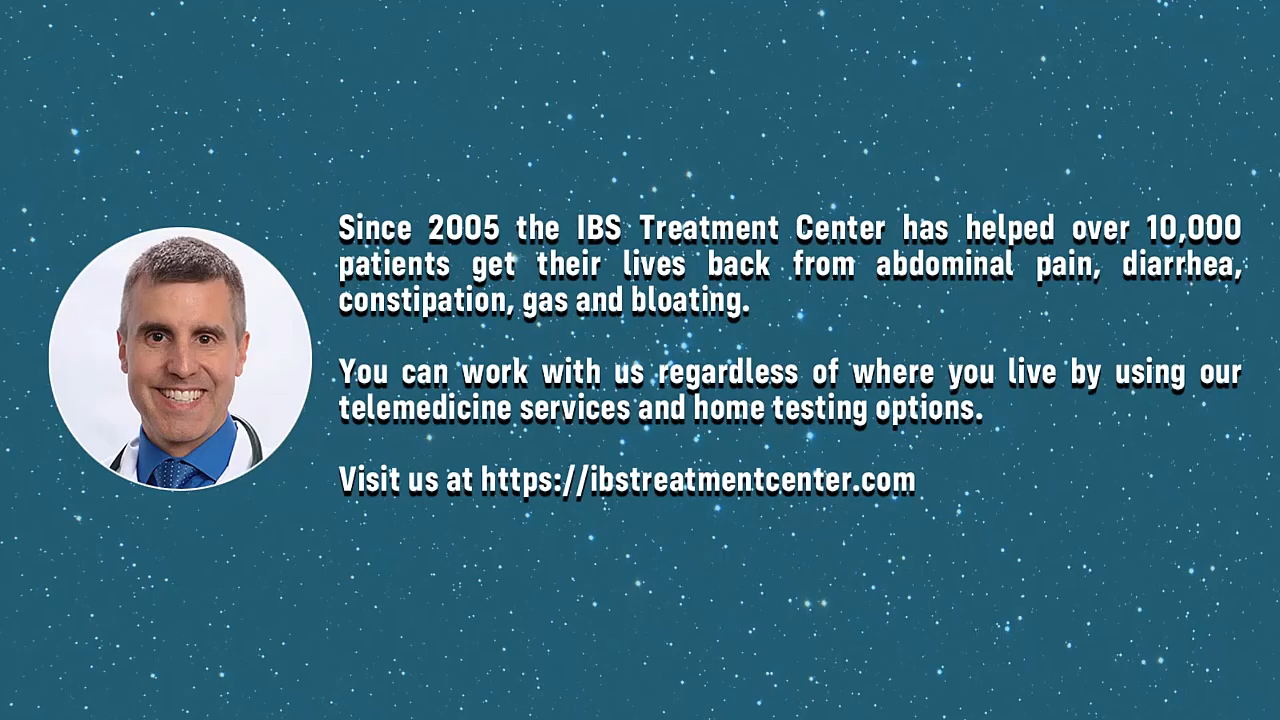 Since 2005 the IBS Treatment Center has helped over 10,000
patients get their lives back from abdominal pain, diarrhea,
constipation, gas and bloating.
You can work with us regardless of where you live by using our
telemedicine services and home testing options.
Visit us at https://ibstreatmentcenter.com